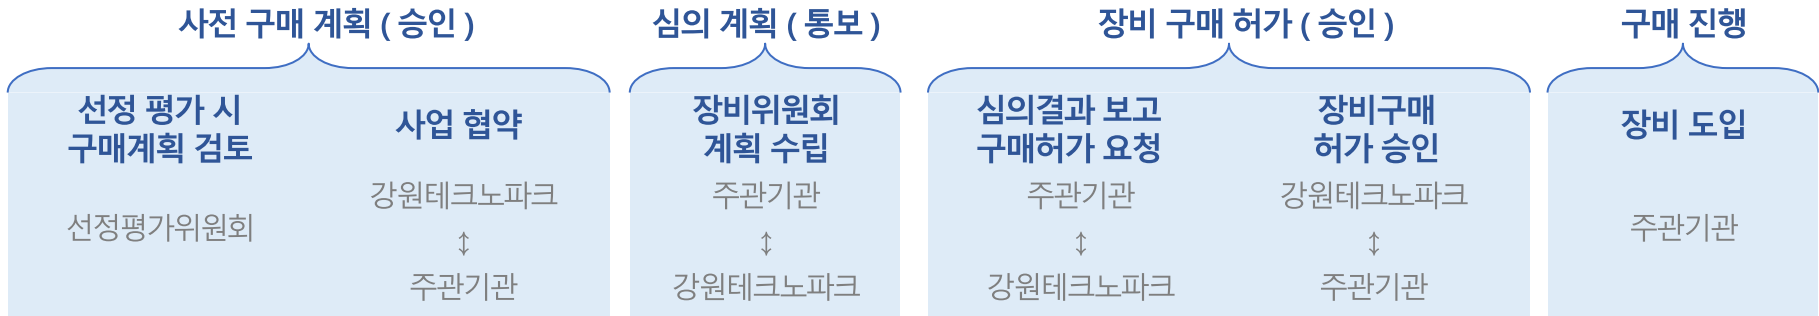 사전 구매 계획 ( 승인 )
선정 평가 시
구매계획 검토
선정평가위원회
사업 협약
강원테크노파크
↕
주관기관
심의 계획 ( 통보 )
장비위원회
계획 수립
주관기관
↕
강원테크노파크
장비 구매 허가 ( 승인 )
심의결과 보고
구매허가 요청
주관기관
↕
강원테크노파크
장비구매
허가 승인
강원테크노파크
↕
주관기관
구매 진행
장비 도입
주관기관